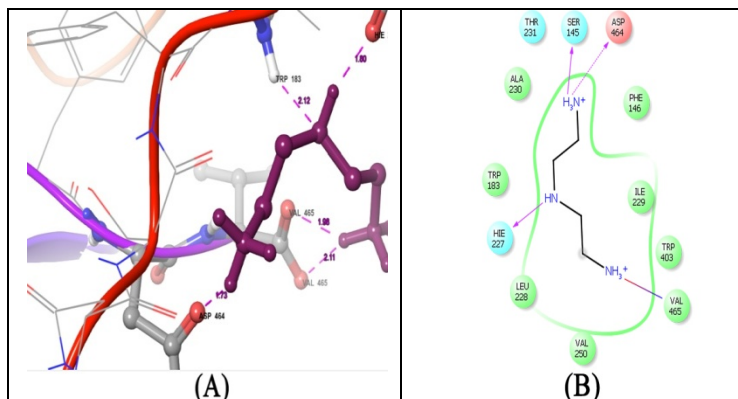 1.80
HIE
TRP 183
2.12
VAL 465
1.98
2.11
VAL 465
1.73
ASP 464
(A)
THR
231
SER
145
ASP
464
ALA
230
H₃N⁺
PHE
146
TRP
183
HN
ILE
229
HIE
227
TRP
403
NH₃⁺
LEU
228
VAL
465
VAL
250
(B)